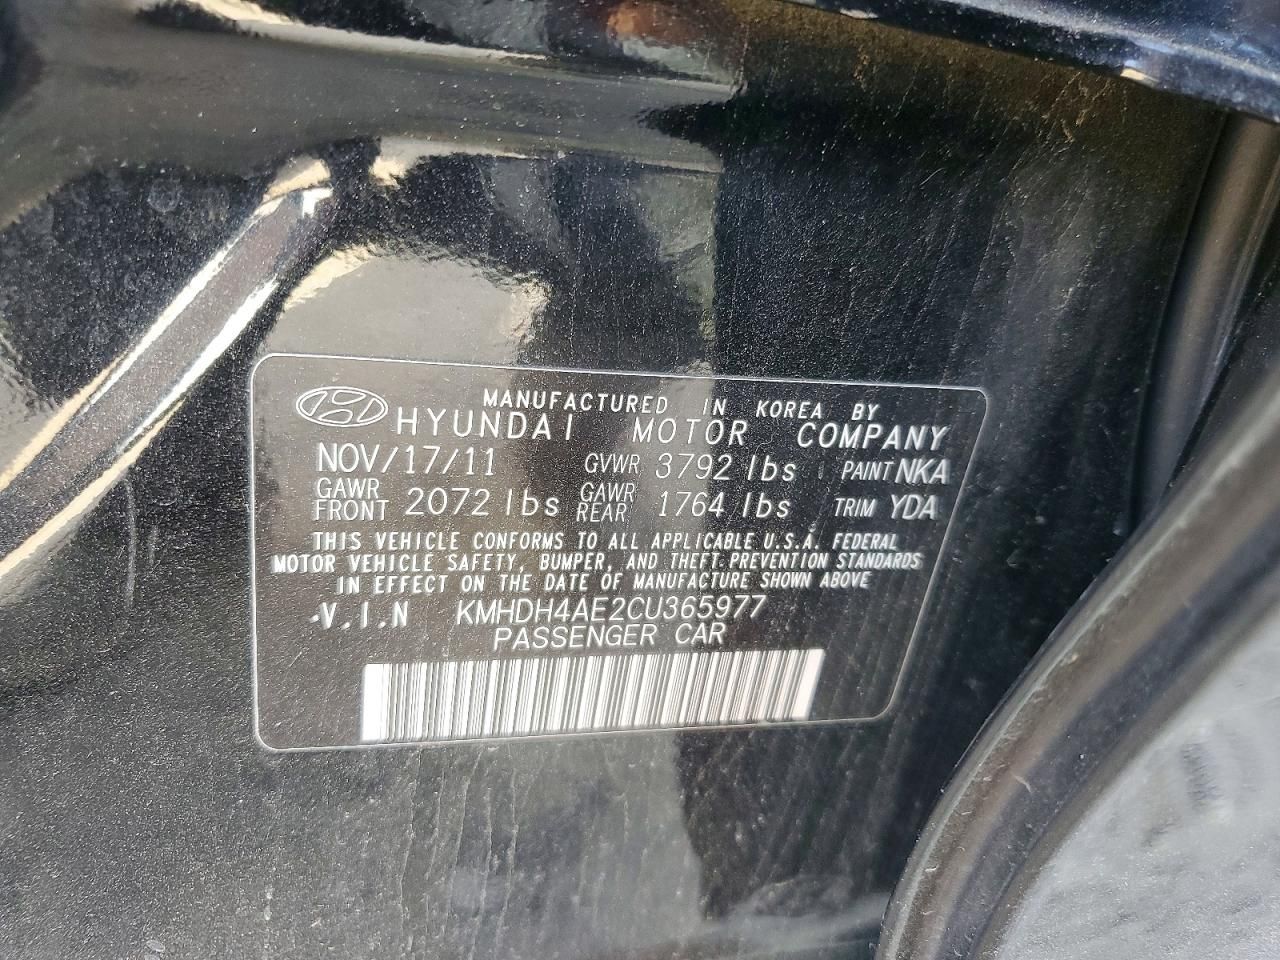 MANUFACTURED IN KOREA BY
HYUNDAI MOTOR COMPANY
NOV/17/11 GVWR 3792 lbs PAINT NKA
GAWR FRONT 2072 lbs GAWR REAR 1764 lbs TRIM YDA
THIS VEHICLE CONFORMS TO ALL APPLICABLE U.S.A. FEDERAL
MOTOR VEHICLE SAFETY, BUMPER, AND THEFT PREVENTION STANDARDS
IN EFFECT ON THE DATE OF MANUFACTURE SHOWN ABOVE
V.I.N KMHDH4AE2CU365977
PASSENGER CAR